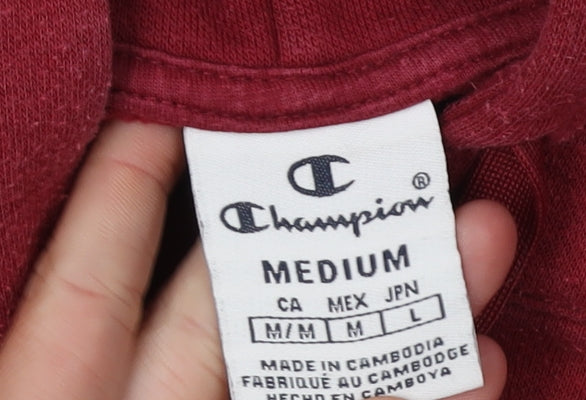 Champion®
MEDIUM
CA MEX JPN
M/M M L
MADE IN CAMBODIA
FABRIQUÉ AU CAMBODGE
HECHO EN CAMBOYA